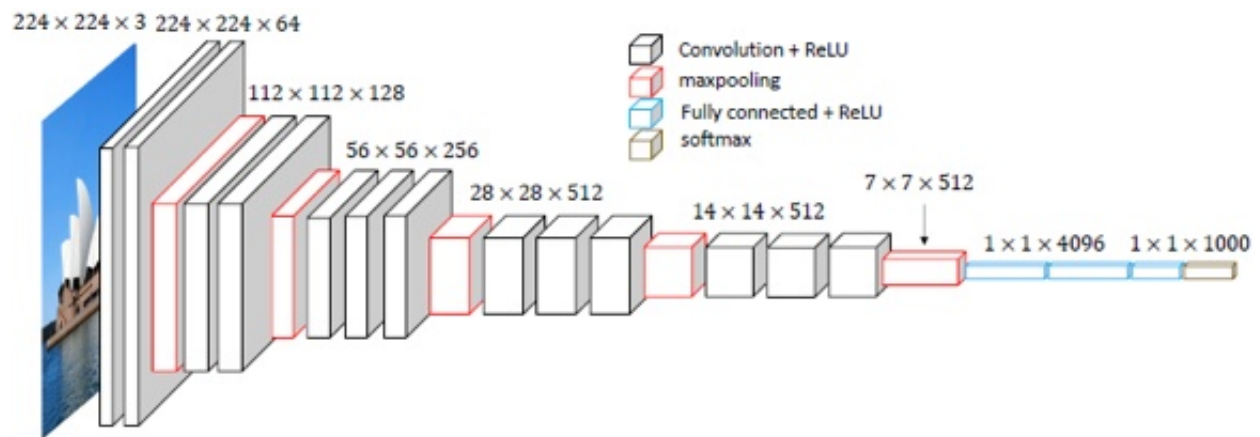 224 × 224 × 3
224 × 224 × 64
112 × 112 × 128
56 × 56 × 256
28 × 28 × 512
14 × 14 × 512
7 × 7 × 512
1 × 1 × 4096
1 × 1 × 1000
Convolution + ReLU
maxpooling
Fully connected + ReLU
softmax